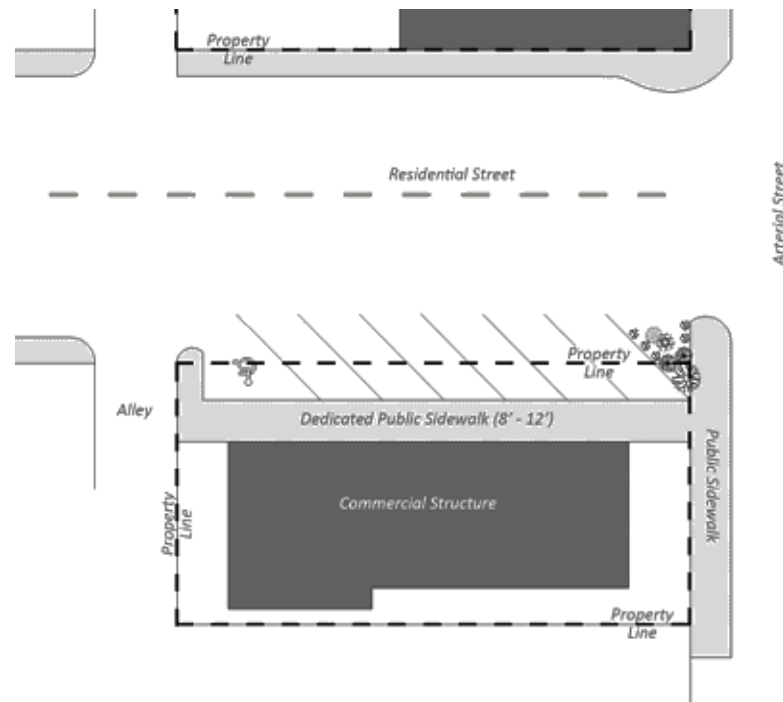 Property
Line
Residential Street
Arterial Street
Property
Line
Alley
Dedicated Public Sidewalk (8' - 12')
Public Sidewalk
Commercial Structure
Property
Line
Property
Line